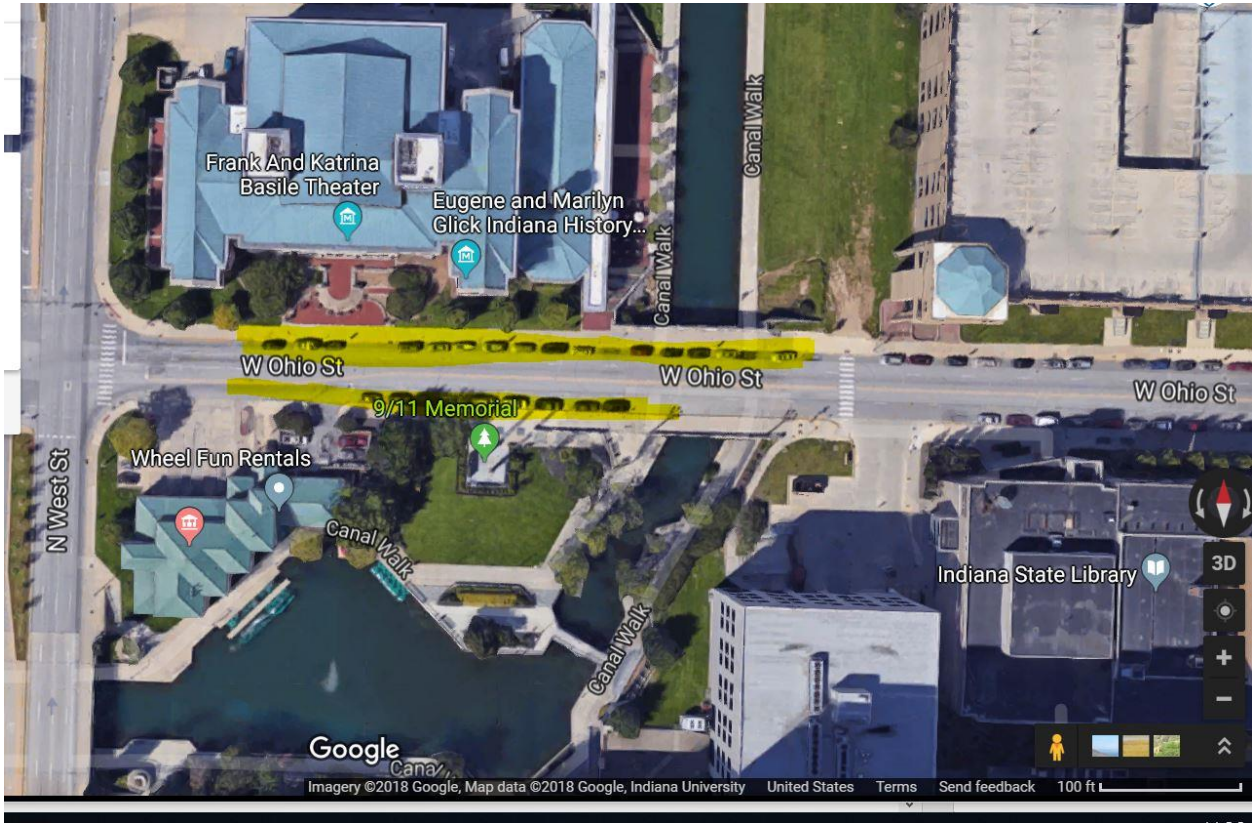 Frank And Katrina
Basile Theater
Eugene and Marilyn
Glick Indiana History...
Canal Walk
Canal Walk
W Ohio St
W Ohio St
W Ohio St
9/11 Memorial
Wheel Fun Rentals
N West St
Canal Walk
Indiana State Library
3D
Canal Walk
Google
Imagery ©2018 Google, Map data ©2018 Google, Indiana University United States Terms Send feedback 100 ft